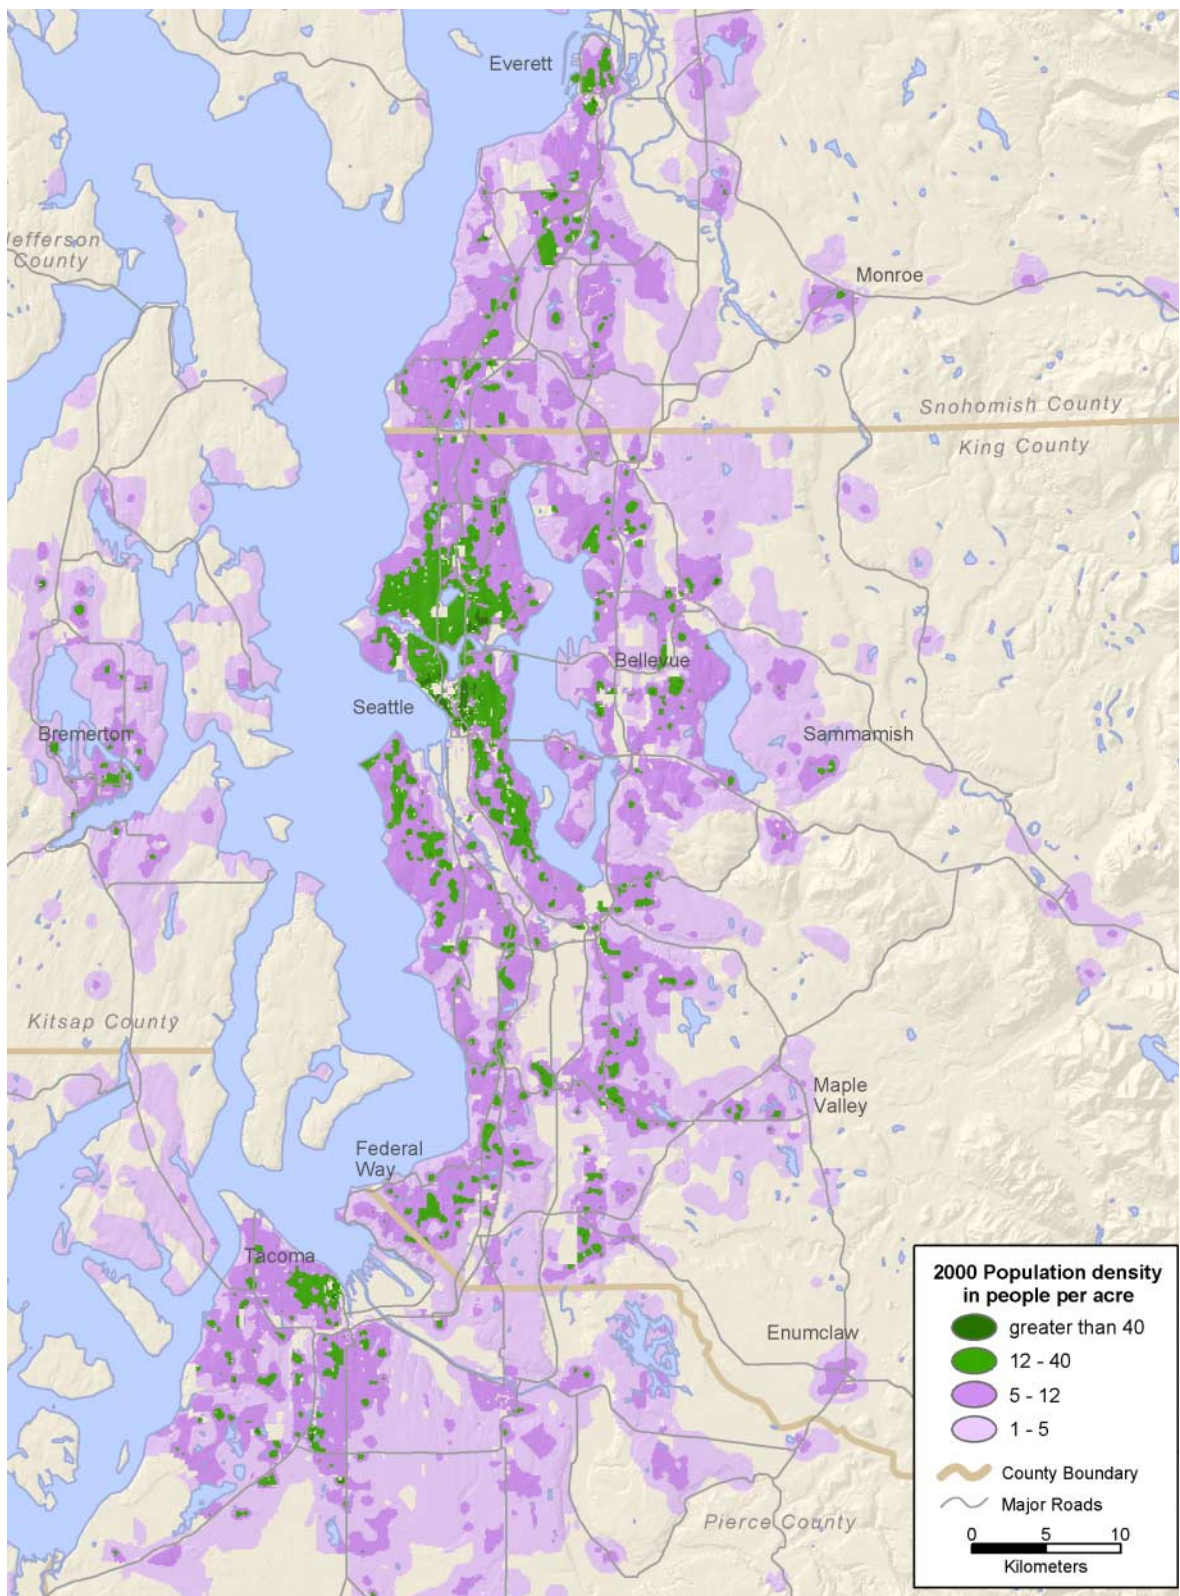 Everett
Jefferson
County
Monroe
Snohomish County
King County
Bellevue
Seattle
Sammamish
Bremerton
Kitsap County
Maple
Valley
Federal
Way
Tacoma
Enumclaw
Pierce County
2000 Population density
in people per acre
greater than 40
12 - 40
5 - 12
1 - 5
County Boundary
Major Roads
0 5 10
Kilometers